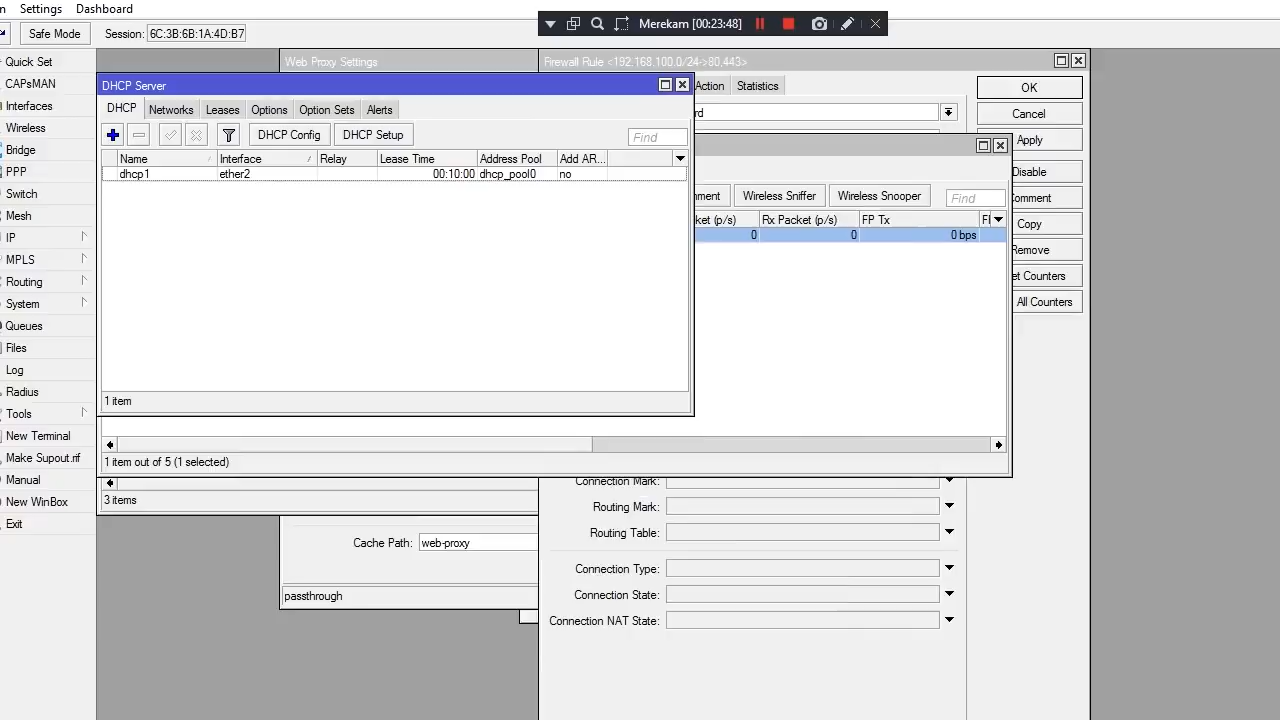 Settings Dashboard
Safe Mode Session: 6C:3B:6B:1A:4D:B7
Merekam [00:23:48]
Quick Set
CAPsMAN
Interfaces
Wireless
Bridge
PPP
Switch
Mesh
IP
MPLS
Routing
System
Queues
Files
Log
Radius
Tools
New Terminal
Make Supout.rif
Manual
New WinBox
Exit
Web Proxy Settings
Firewall Rule <192.168.100.0/24->80,443>
Action Statistics
rd
OK
Cancel
Apply
Disable
Comment
Copy
Remove
et Counters
All Counters
DHCP Server
DHCP Networks Leases Options Option Sets Alerts
DHCP Config DHCP Setup Find
Name Interface Relay Lease Time Address Pool Add AR...
dhcp1 ether2 00:10:00 dhcp_pool0 no
1 item
ment Wireless Sniffer Wireless Snooper Find
ket (p/s) Rx Packet (p/s) FP Tx
0 0 0 bps
1 item out of 5 (1 selected)
3 items
Cache Path: web-proxy
passthrough
Connection Mark:
Routing Mark:
Routing Table:
Connection Type:
Connection State:
Connection NAT State: